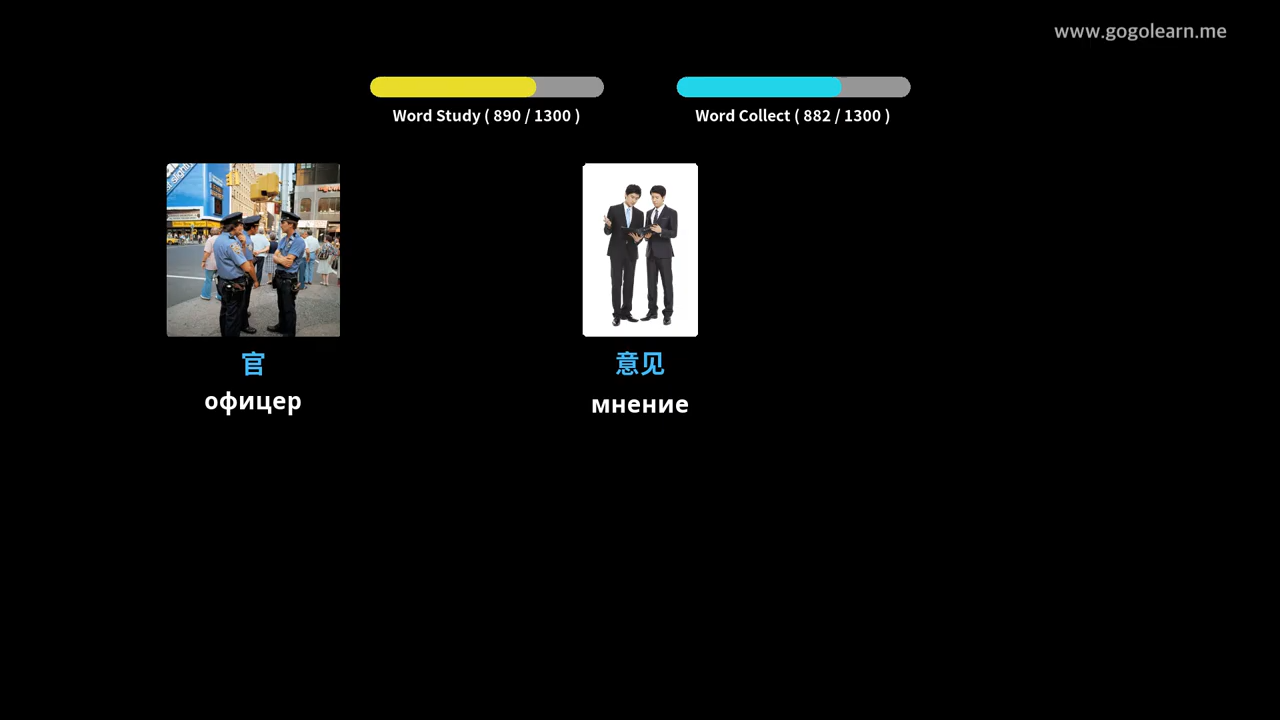 www.gogolearn.me
Word Study ( 890 / 1300 )
Word Collect ( 882 / 1300 )
官
офицер
意见
мнение